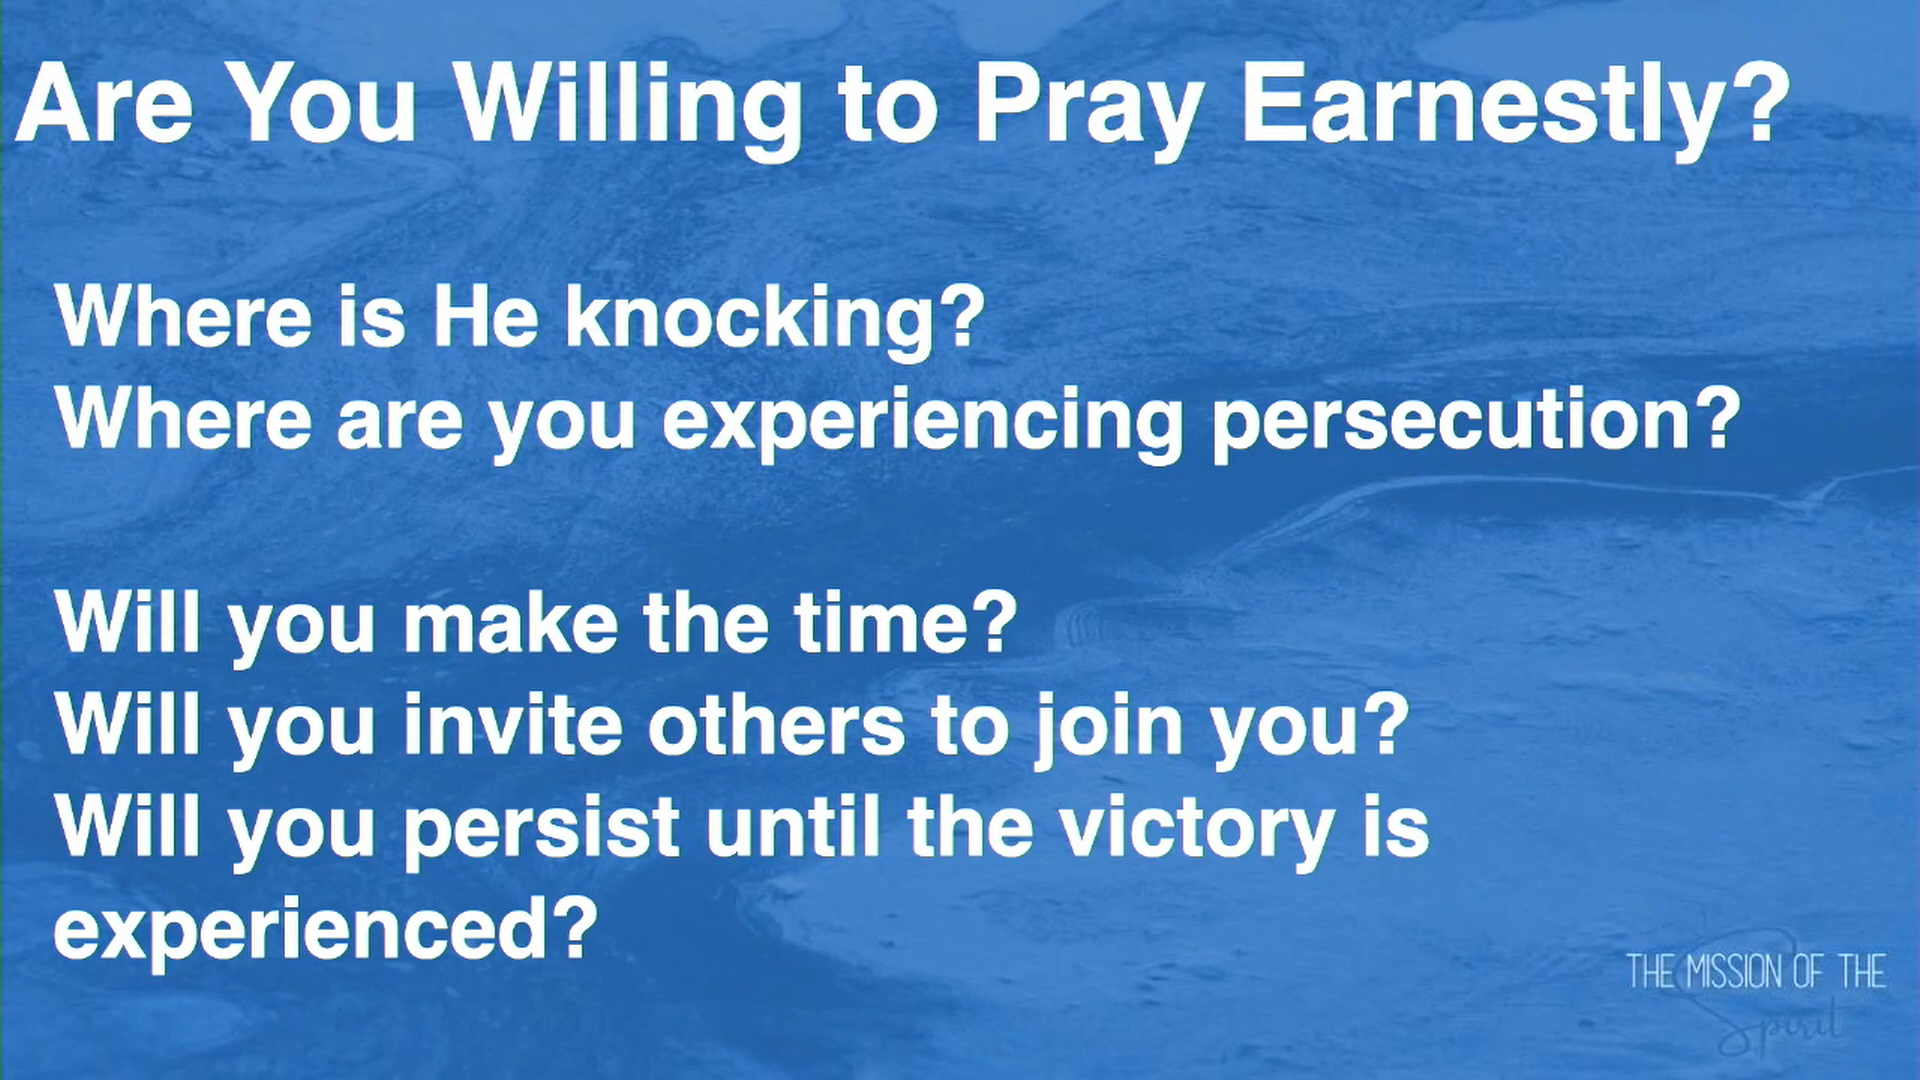 Are You Willing to Pray Earnestly?
Where is He knocking?
Where are you experiencing persecution?
Will you make the time?
Will you invite others to join you?
Will you persist until the victory is
experienced?
THE MISSION OF THE
Spirit